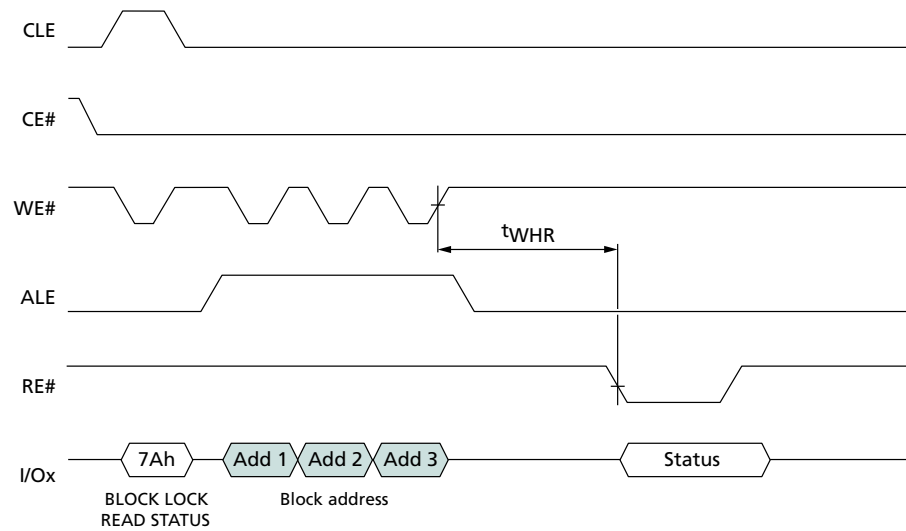 CLE
CE#
WE#
tWHR
ALE
RE#
I/Ox
7Ah
Add 1
Add 2
Add 3
Status
BLOCK LOCK
READ STATUS
Block address